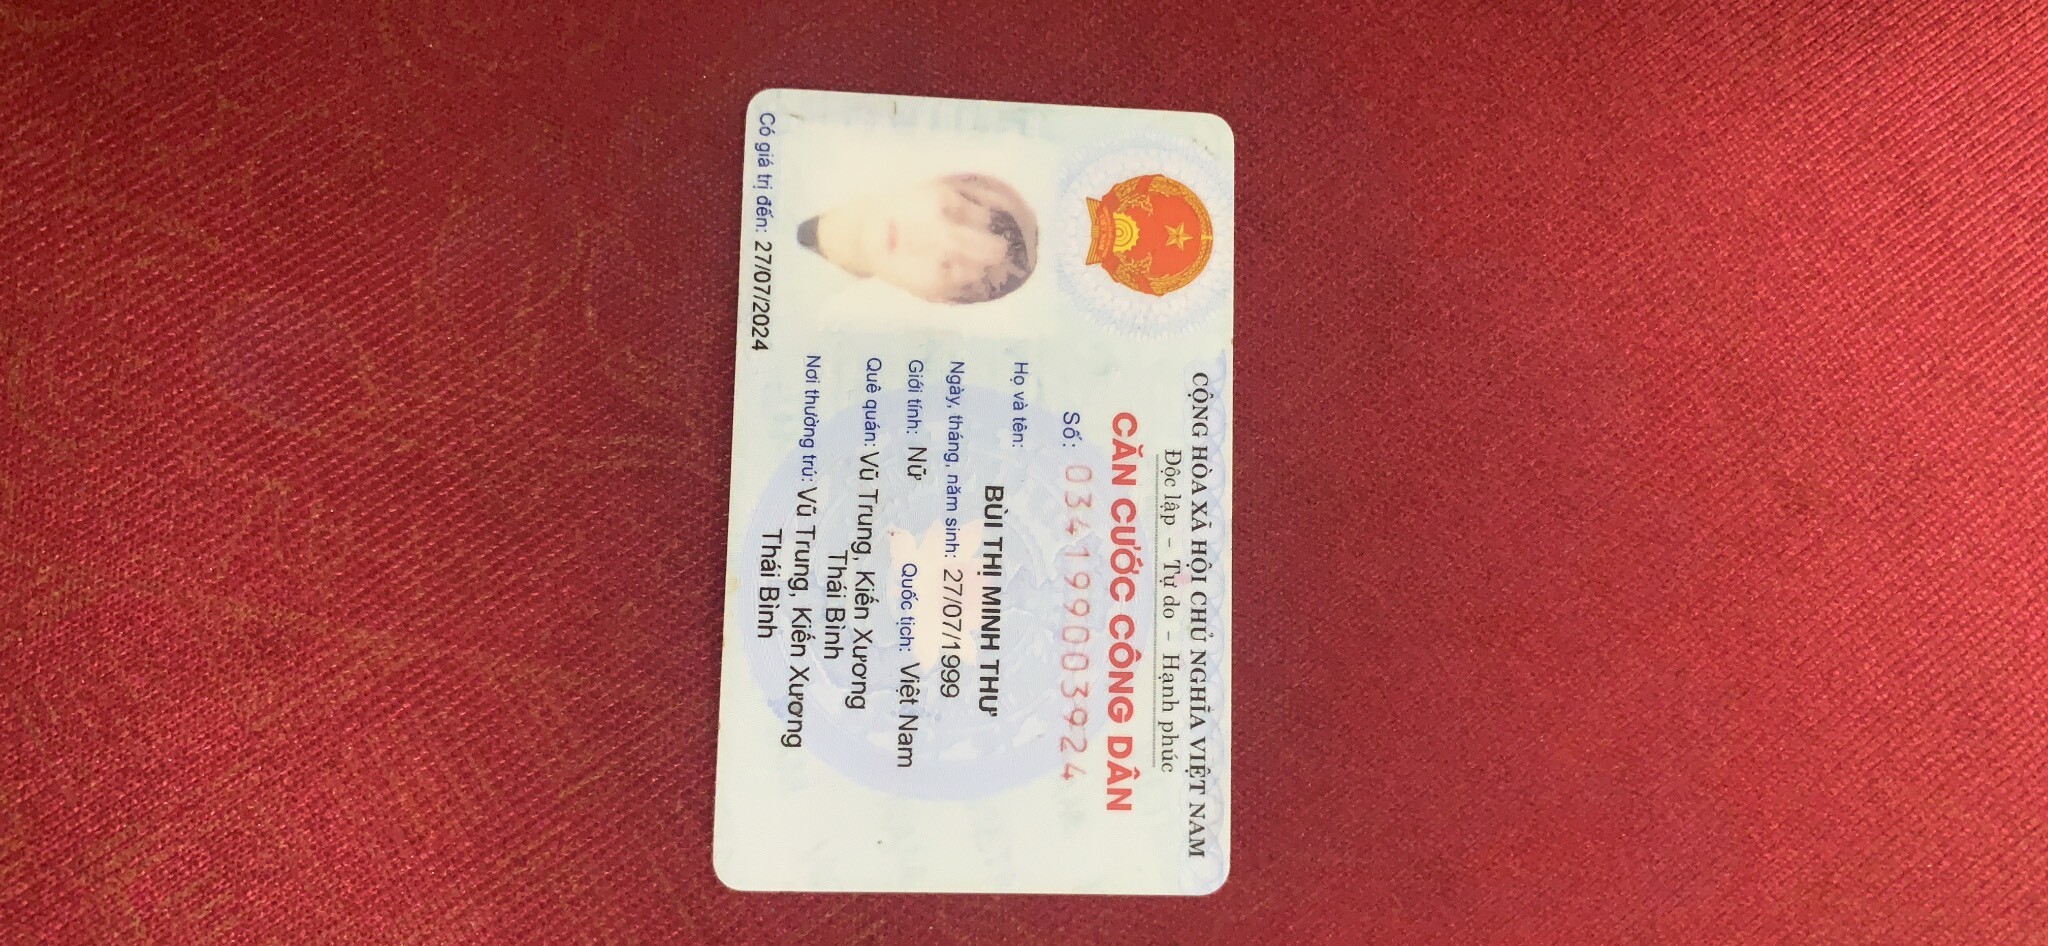 CỘNG HÒA XÃ HỘI CHỦ NGHĨA VIỆT NAM
Độc lập – Tự do – Hạnh phúc
CĂN CƯỚC CÔNG DÂN
Số: 034199003924
Họ và tên:
BÙI THỊ MINH THƯ
Ngày, tháng, năm sinh: 27/07/1999
Giới tính: Nữ Quốc tịch: Việt Nam
Quê quán: Vũ Trung, Kiến Xương
Thái Bình
Nơi thường trú: Vũ Trung, Kiến Xương
Thái Bình
Có giá trị đến: 27/07/2024